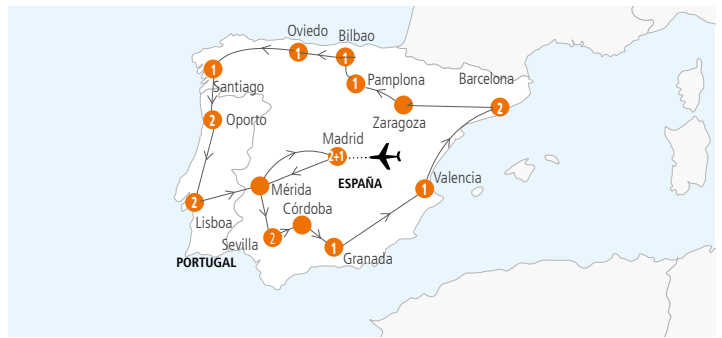 Oviedo
Bilbao
1
1
1
Santiago
1
Pamplona
Barcelona
2
Zaragoza
2
Oporto
Madrid
2+1
ESPAÑA
Valencia
1
Mérida
2
Lisboa
Córdoba
Sevilla
2
1
Granada
PORTUGAL